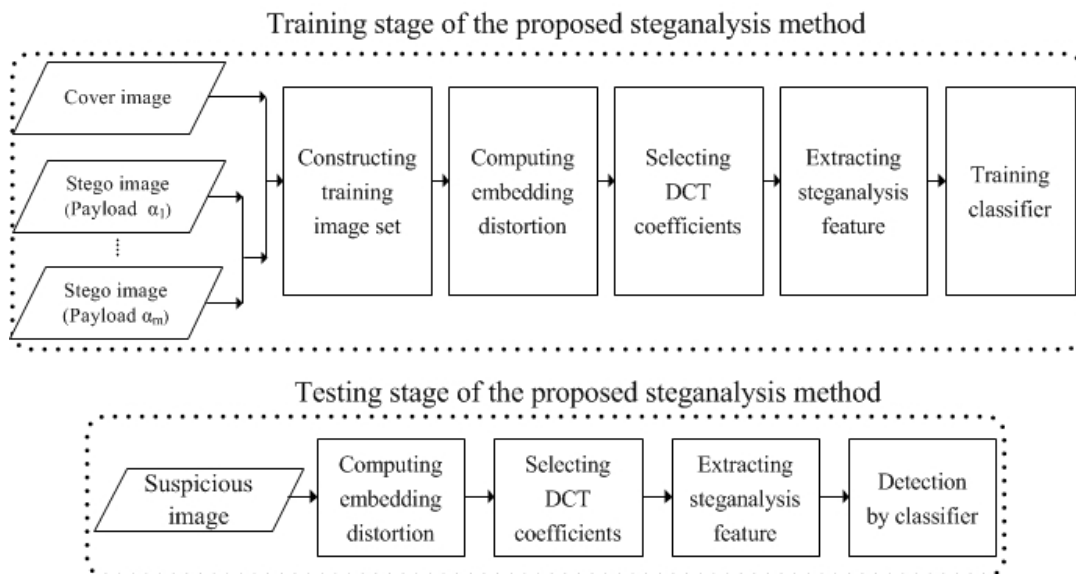 Training stage of the proposed steganalysis method
Cover image
Stego image
(Payload α₁)
Stego image
(Payload αₘ)
Constructing
training
image set
Computing
embedding
distortion
Selecting
DCT
coefficients
Extracting
steganalysis
feature
Training
classifier
Testing stage of the proposed steganalysis method
Suspicious
image
Computing
embedding
distortion
Selecting
DCT
coefficients
Extracting
steganalysis
feature
Detection
by classifier